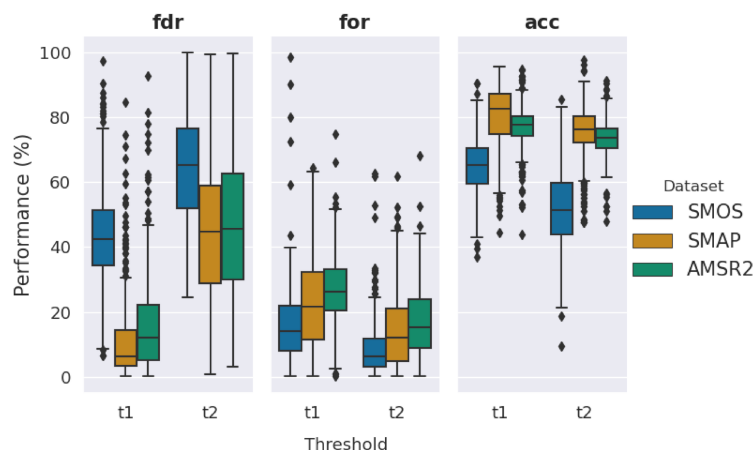 fdr
for
acc
Performance (%)
100
80
60
40
20
0
t1
t2
t1
t2
t1
t2
Threshold
Dataset
SMOS
SMAP
AMSR2